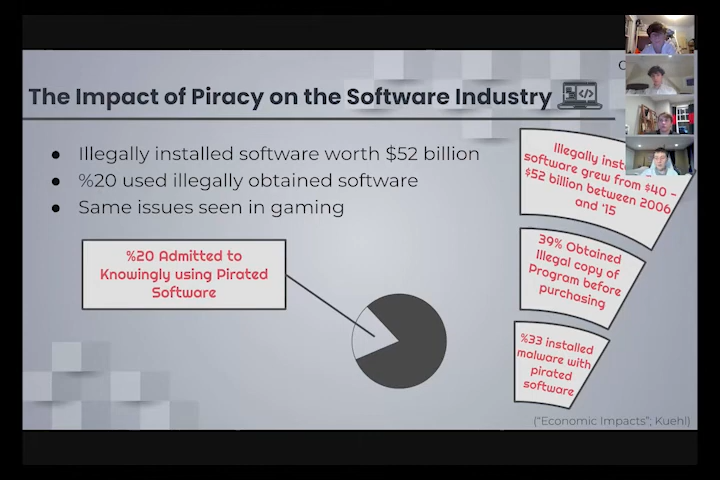 The Impact of Piracy on the Software Industry
● Illegally installed software worth $52 billion
● %20 used illegally obtained software
● Same issues seen in gaming
%20 Admitted to
Knowingly using Pirated
Software
Illegally
software grew from $40 -
$52 billion between 2006
and '15
39% Obtained
Illegal copy of
Program before
purchasing
%33 installed
malware with
pirated
software
("Economic Impacts"; Kuehl)